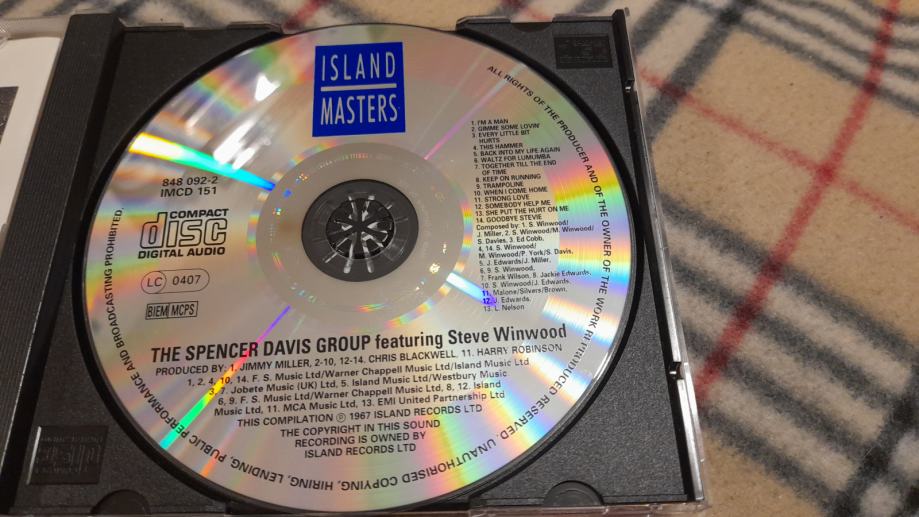 ISLAND
MASTERS
ALL RIGHTS OF THE PRODUCER AND OF THE OWNER OF THE WORK REPRODUCED RESERVED. UNAUTHORISED COPYING, HIRING, LENDING, PUBLIC PERFORMANCE AND BROADCASTING PROHIBITED.
848 092-2
IMCD 151
COMPACT
disc
DIGITAL AUDIO
LC 0407
BIEM MCPS
1. I'M A MAN
2. GIMME SOME LOVIN'
3. EVERY LITTLE BIT
HURTS
4. THIS HAMMER
5. BACK INTO MY LIFE AGAIN
6. WALTZ FOR LUMUMBA
7. TOGETHER TILL THE END
OF TIME
8. KEEP ON RUNNING
9. TRAMPOLINE
10. WHEN I COME HOME
11. STRONG LOVE
12. SOMEBODY HELP ME
13. SHE PUT THE HURT ON ME
14. GOODBYE STEVIE
Composed by: 1. S. Winwood/
J. Miller, 2. S. Winwood/M. Winwood/
S. Davies, 3. Ed Cobb,
4, 14. S. Winwood/
M. Winwood/P. York/S. Davis,
5. J. Edwards/J. Miller,
6, 9. S. Winwood,
7. Frank Wilson, 8. Jackie Edwards,
10. S. Winwood/J. Edwards,
11. Malone/Silvers/Brown,
12. J. Edwards,
13. L. Nelson
THE SPENCER DAVIS GROUP featuring Steve Winwood
PRODUCED BY: 1. JIMMY MILLER, 2-10, 12-14. CHRIS BLACKWELL, 11. HARRY ROBINSON
1, 2, 4, 10, 14. F. S. Music Ltd/Warner Chappell Music Ltd/Island Music Ltd
3, 7. Jobete Music (UK) Ltd, 5. Island Music Ltd/Westbury Music
6, 9. F. S. Music Ltd/Warner Chappell Music Ltd, 8, 12. Island
Music Ltd, 11. MCA Music Ltd, 13. EMI United Partnership Ltd
THIS COMPILATION ℗ 1967 ISLAND RECORDS LTD
THE COPYRIGHT IN THIS SOUND
RECORDING IS OWNED BY
ISLAND RECORDS LTD